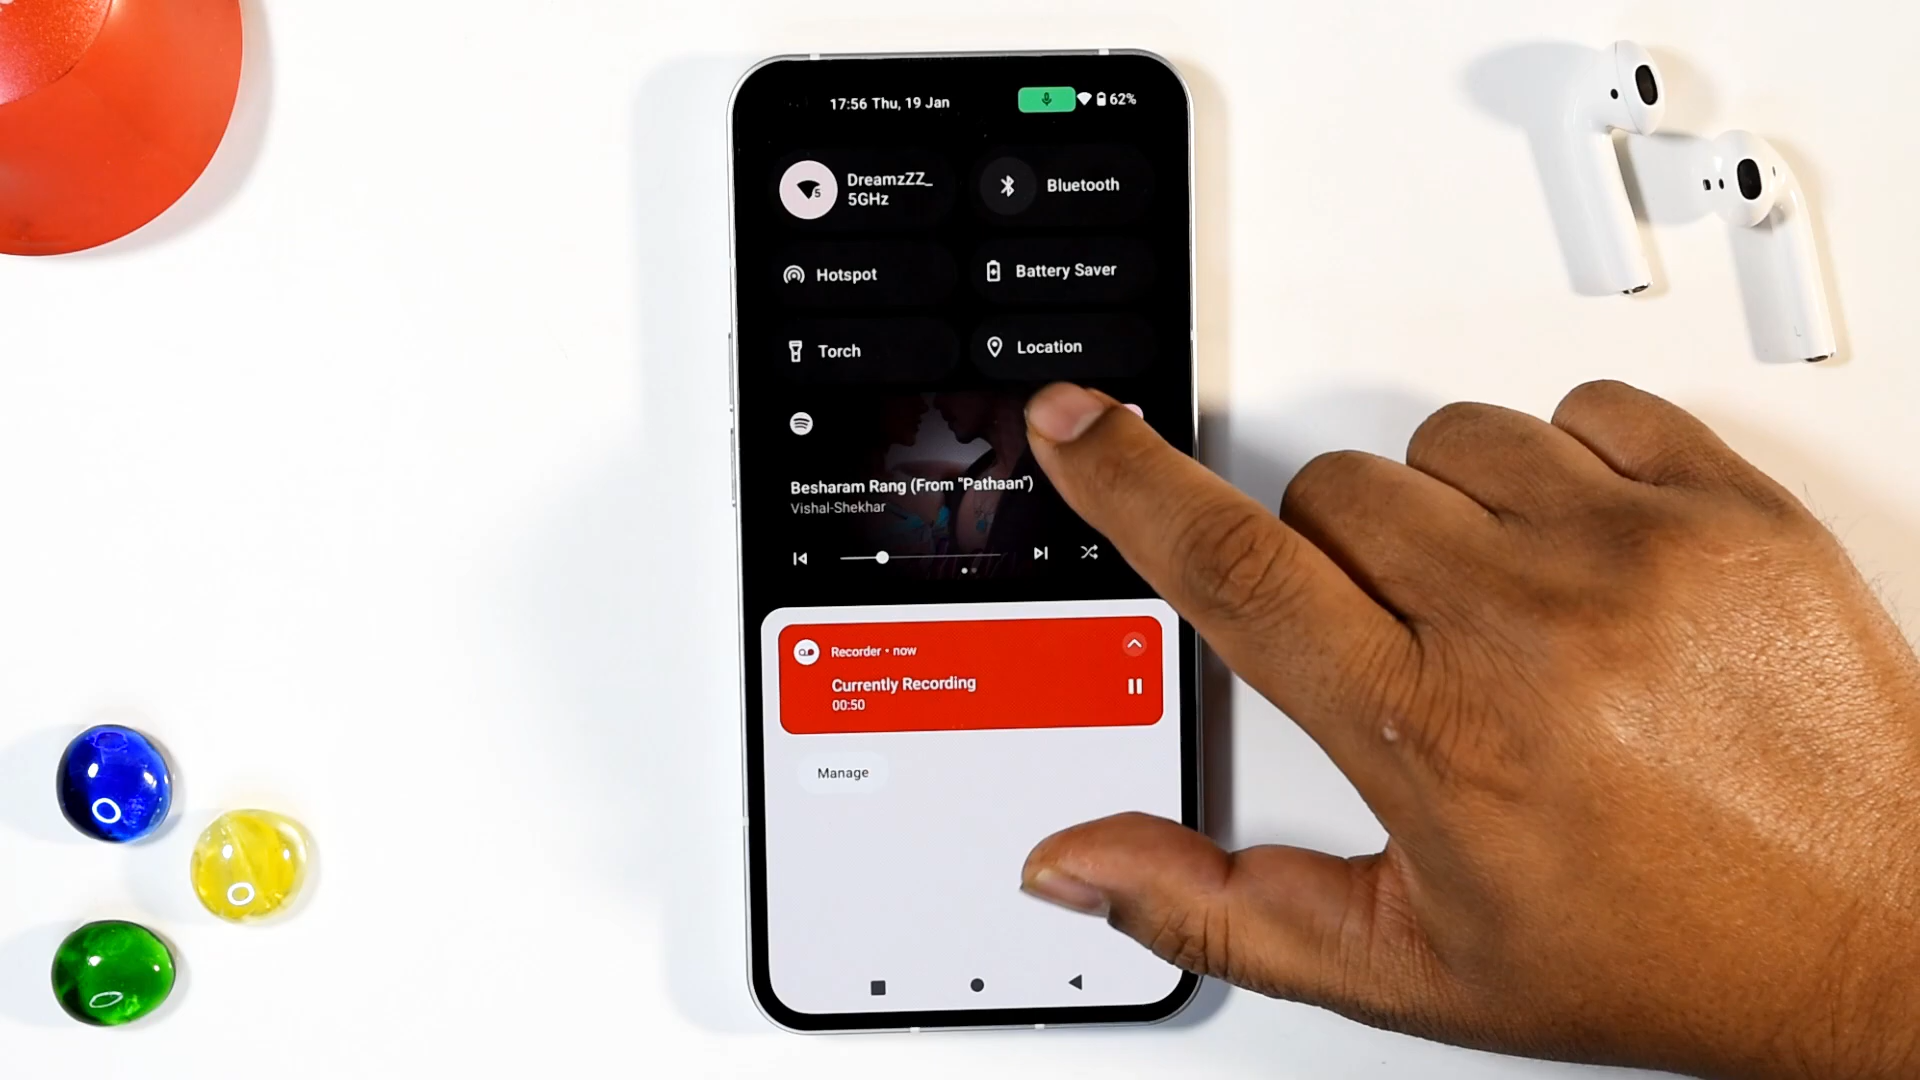 17:56 Thu, 19 Jan
62%
DreamzZZ_
5GHz
Bluetooth
Hotspot
Battery Saver
Torch
Location
Besharam Rang (From "Pathaan")
Vishal-Shekhar
Recorder • now
Currently Recording
00:50
Manage